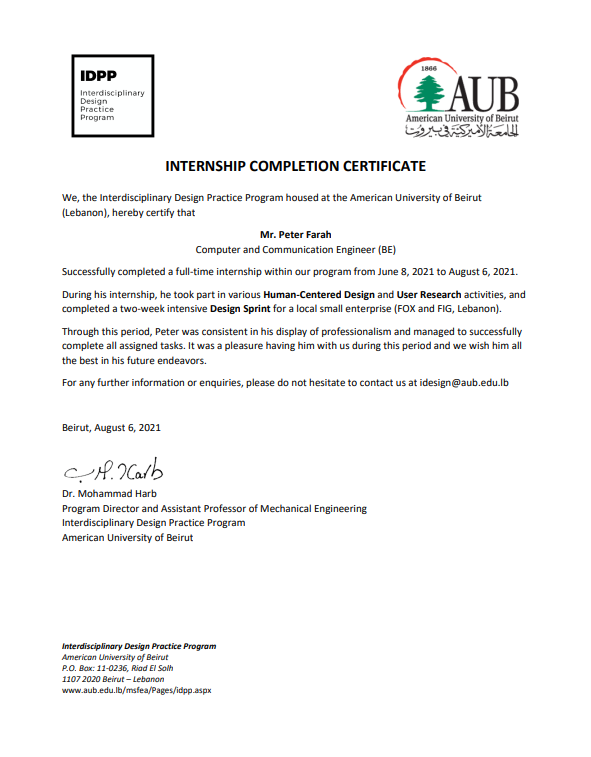 IDPP
Interdisciplinary
Design
Practice
Program
1866
AUB
American University of Beirut
الجامعة الأميركية في بيروت
INTERNSHIP COMPLETION CERTIFICATE
We, the Interdisciplinary Design Practice Program housed at the American University of Beirut
(Lebanon), hereby certify that
Mr. Peter Farah
Computer and Communication Engineer (BE)
Successfully completed a full-time internship within our program from June 8, 2021 to August 6, 2021.
During his internship, he took part in various Human-Centered Design and User Research activities, and
completed a two-week intensive Design Sprint for a local small enterprise (FOX and FIG, Lebanon).
Through this period, Peter was consistent in his display of professionalism and managed to successfully
complete all assigned tasks. It was a pleasure having him with us during this period and we wish him all
the best in his future endeavors.
For any further information or enquiries, please do not hesitate to contact us at idesign@aub.edu.lb
Beirut, August 6, 2021
M. Harb
Dr. Mohammad Harb
Program Director and Assistant Professor of Mechanical Engineering
Interdisciplinary Design Practice Program
American University of Beirut
Interdisciplinary Design Practice Program
American University of Beirut
P.O. Box: 11-0236, Riad El Solh
1107 2020 Beirut – Lebanon
www.aub.edu.lb/msfea/Pages/idpp.aspx